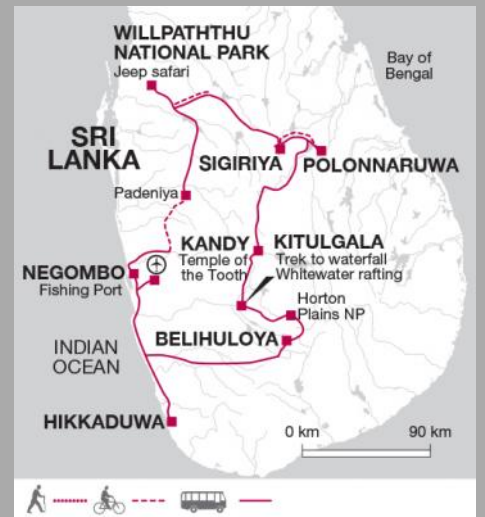 WILLPATHTHU
NATIONAL PARK
Jeep safari
Bay of
Bengal
SRI
LANKA
SIGIRIYA
POLONNARUWA
Padeniya
KANDY
Temple of
the Tooth
KITULGALA
Trek to waterfall
Whitewater rafting
NEGOMBO
Fishing Port
Horton
Plains NP
BELIHULOYA
INDIAN
OCEAN
HIKKADUWA
0 km
90 km